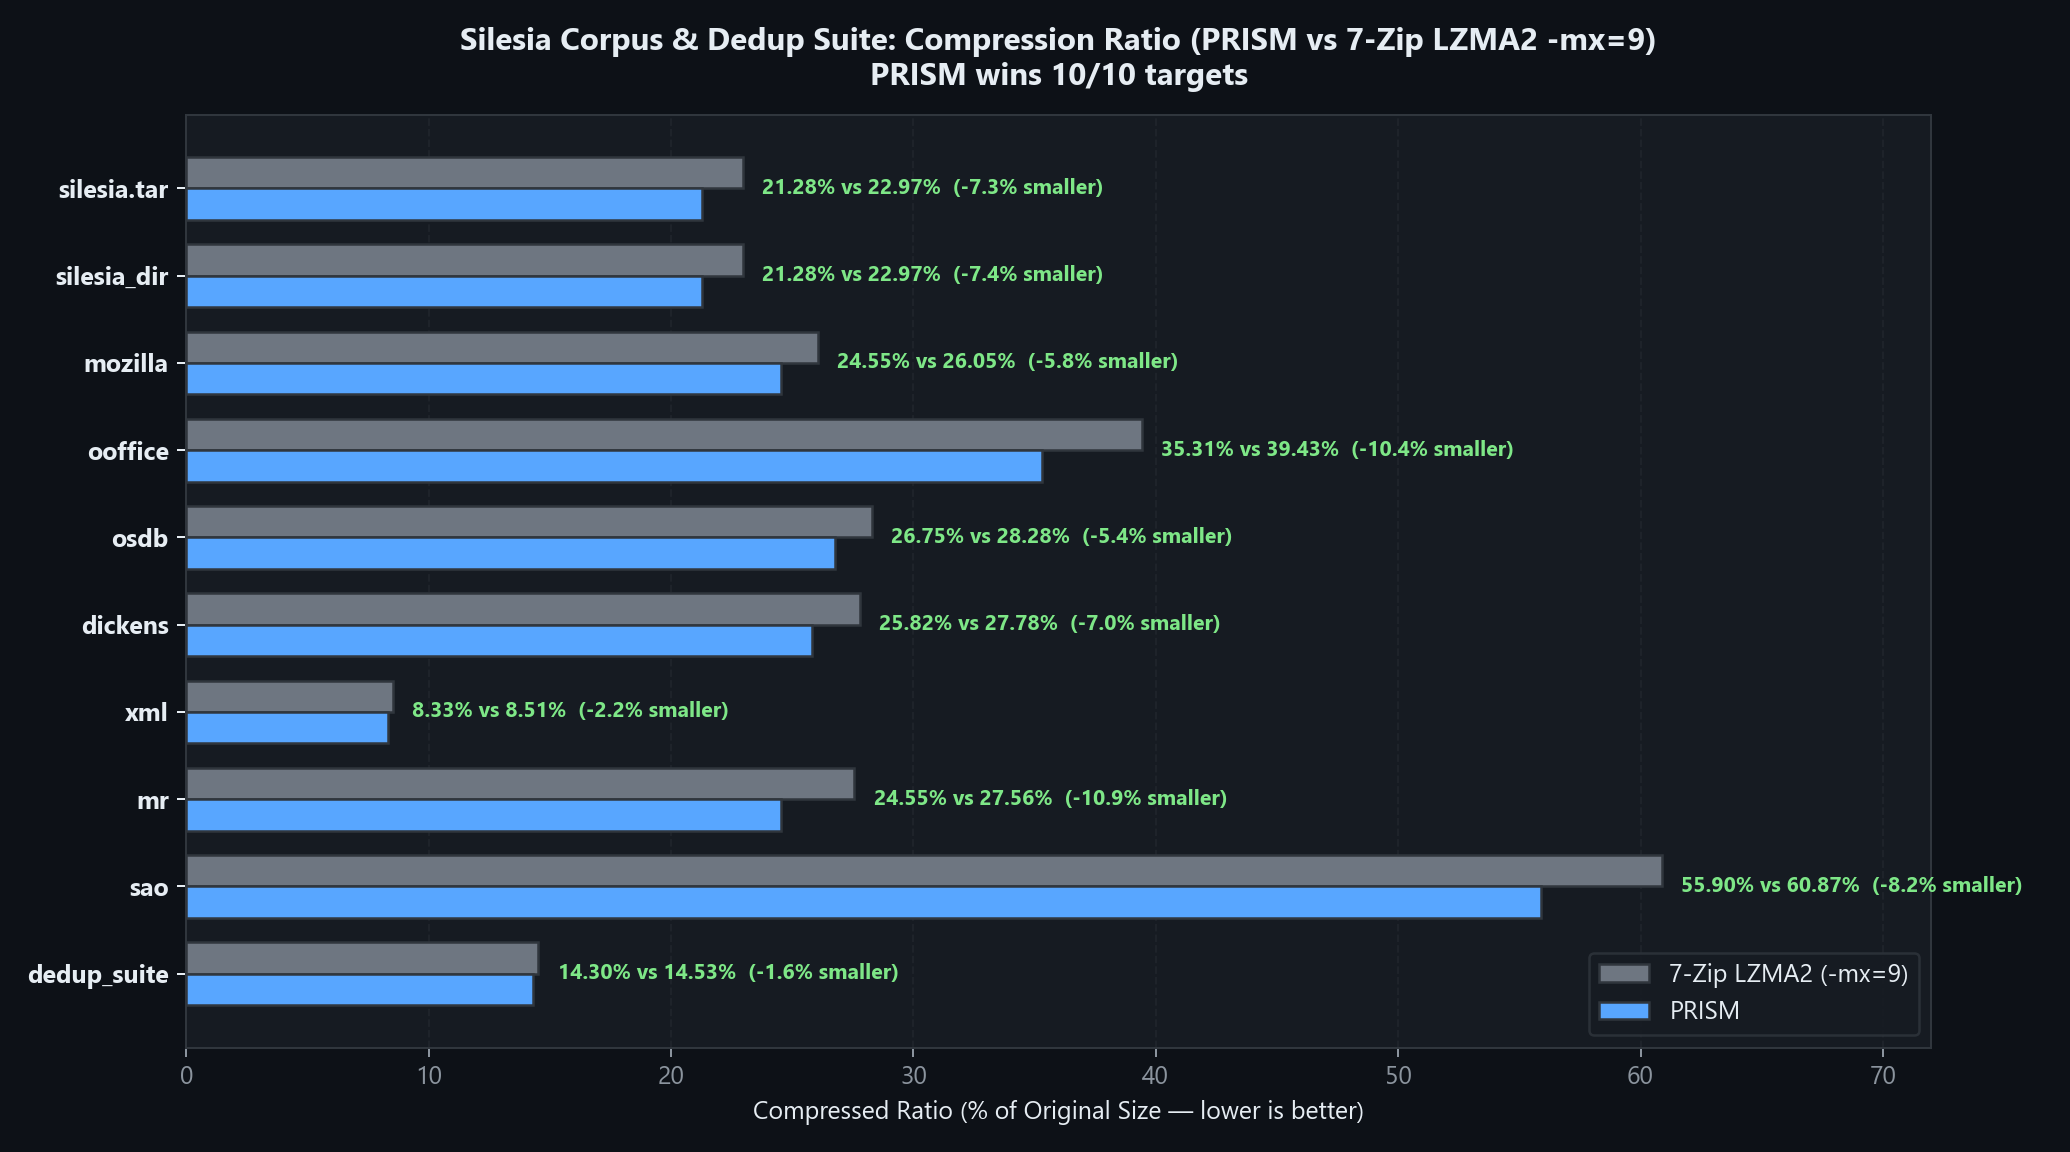 Silesia Corpus & Dedup Suite: Compression Ratio (PRISM vs 7-Zip LZMA2 -mx=9)
PRISM wins 10/10 targets
silesia.tar
21.28% vs 22.97% (-7.3% smaller)
silesia_dir
21.28% vs 22.97% (-7.4% smaller)
mozilla
24.55% vs 26.05% (-5.8% smaller)
ooffice
35.31% vs 39.43% (-10.4% smaller)
osdb
26.75% vs 28.28% (-5.4% smaller)
dickens
25.82% vs 27.78% (-7.0% smaller)
xml
8.33% vs 8.51% (-2.2% smaller)
mr
24.55% vs 27.56% (-10.9% smaller)
sao
55.90% vs 60.87% (-8.2% smaller)
dedup_suite
14.30% vs 14.53% (-1.6% smaller)
7-Zip LZMA2 (-mx=9)
PRISM
0 10 20 30 40 50 60 70
Compressed Ratio (% of Original Size — lower is better)